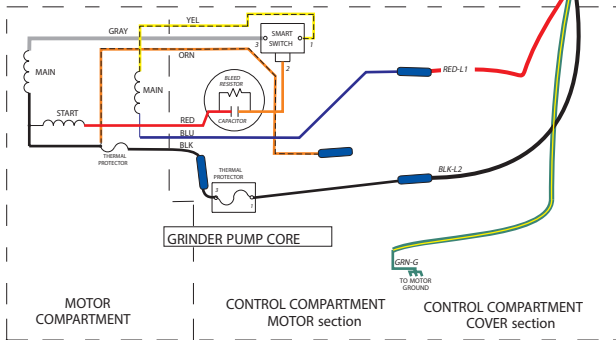 YEL
GRAY
SMART
SWITCH
3
1
2
ORN
MAIN
MAIN
BLEED
RESISTOR
CAPACITOR
RED-L1
START
RED
BLU
BLK
THERMAL
PROTECTOR
THERMAL
PROTECTOR
3
1
BLK-L2
GRINDER PUMP CORE
GRN-G
TO MOTOR
GROUND
MOTOR
COMPARTMENT
CONTROL COMPARTMENT
MOTOR section
CONTROL COMPARTMENT
COVER section